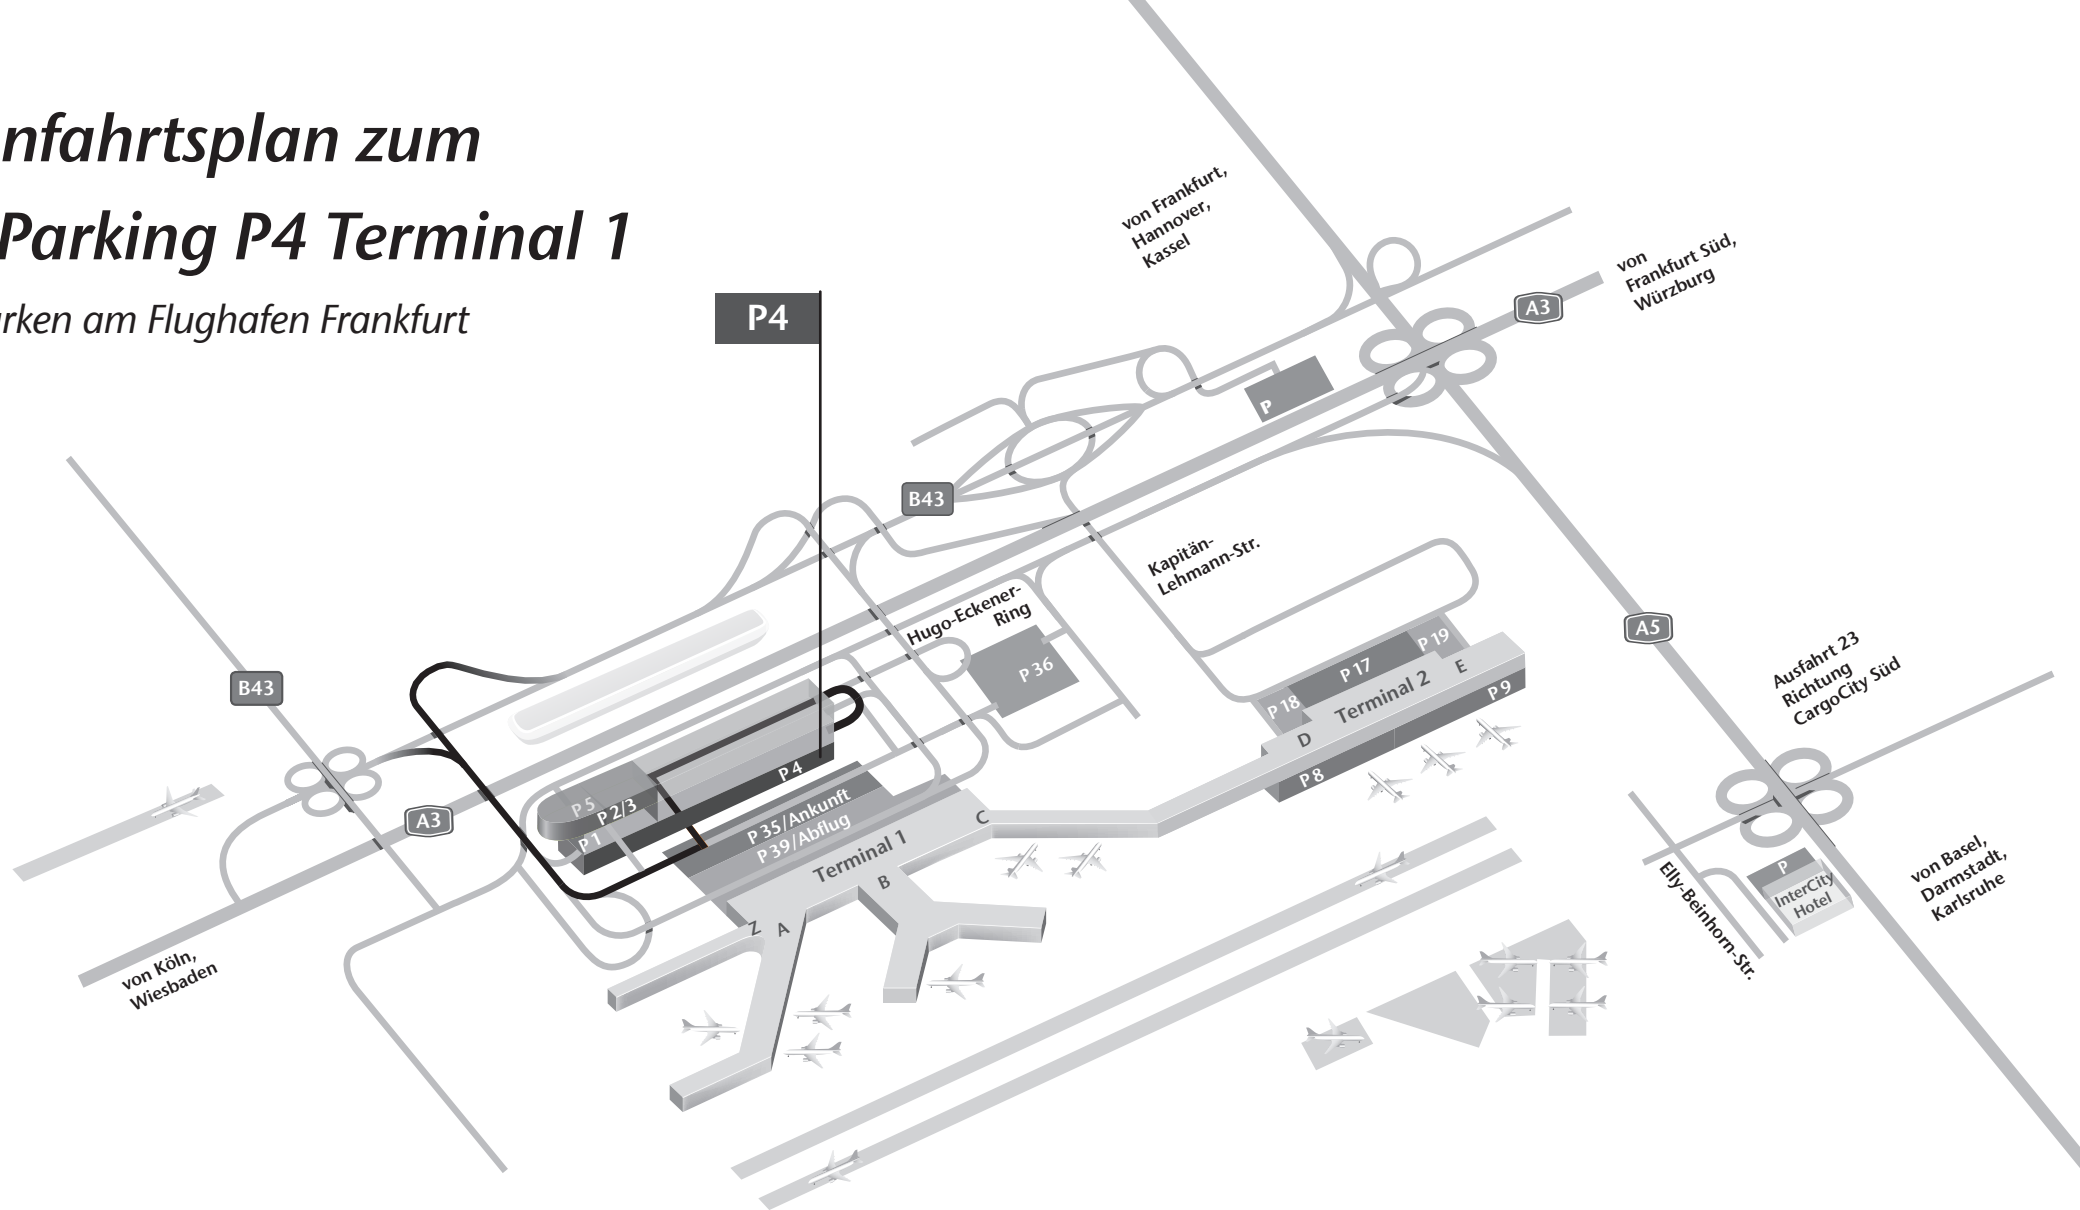 nfahrtsplan zum
Parking P4 Terminal 1
rken am Flughafen Frankfurt
P4
von Frankfurt,
Hannover,
Kassel
von
Frankfurt Süd,
Würzburg
A3
P
B43
Kapitän-
Lehmann-Str.
Hugo-Eckener-
Ring
P 36
A5
Ausfahrt 23
Richtung
CargoCity Süd
B43
P 19
P 17
P 18
Terminal 2
E
D
P 9
P 8
A3
P 4
P 5
P 2/3
P 1
P 35/Ankunft
P 39/Abflug
Terminal 1
C
B
Z
A
P
InterCity
Hotel
Elly-Beinhorn-Str.
von Basel,
Darmstadt,
Karlsruhe
von Köln,
Wiesbaden